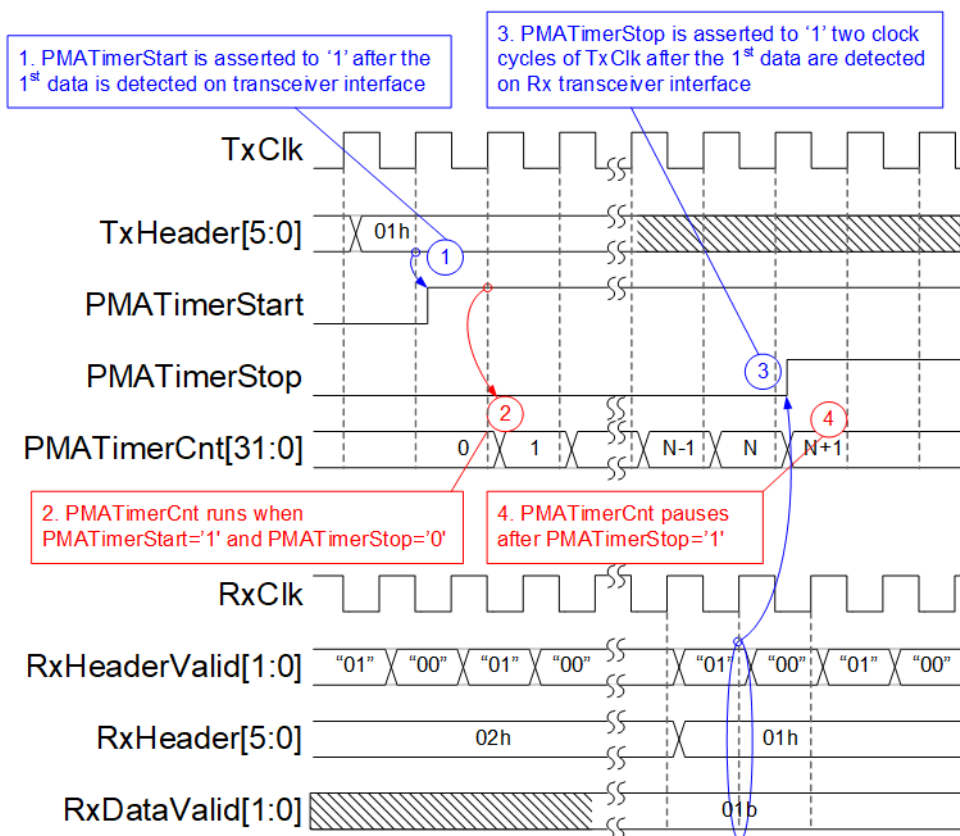 1. PMATimerStart is asserted to ‘1’ after the
1st data is detected on transceiver interface
3. PMATimerStop is asserted to ‘1’ two clock
cycles of TxClk after the 1st data are detected
on Rx transceiver interface
TxClk
TxHeader[5:0] 01h
1
PMATimerStart
PMATimerStop 3
2 4
PMATimerCnt[31:0] 0 1 N-1 N N+1
2. PMATimerCnt runs when
PMATimerStart='1' and PMATimerStop='0'
4. PMATimerCnt pauses
after PMATimerStop='1'
RxClk
RxHeaderValid[1:0] “01” “00” “01” “00” “01” “00” “01” “00”
RxHeader[5:0] 02h 01h
RxDataValid[1:0] 01b